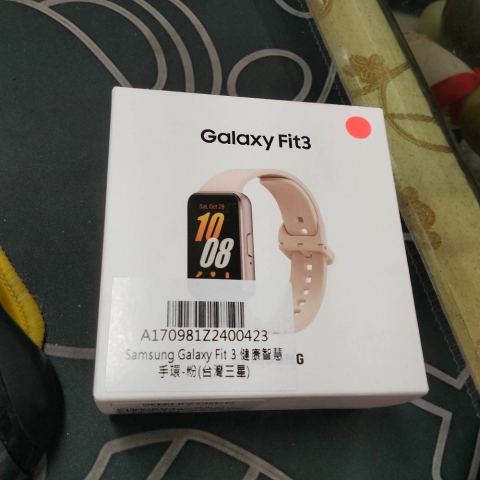 Galaxy Fit3
Sat, Oct 28
10
08
A170981Z2400423
Samsung Galaxy Fit 3 健康智慧
手環-粉(台灣三星)
G